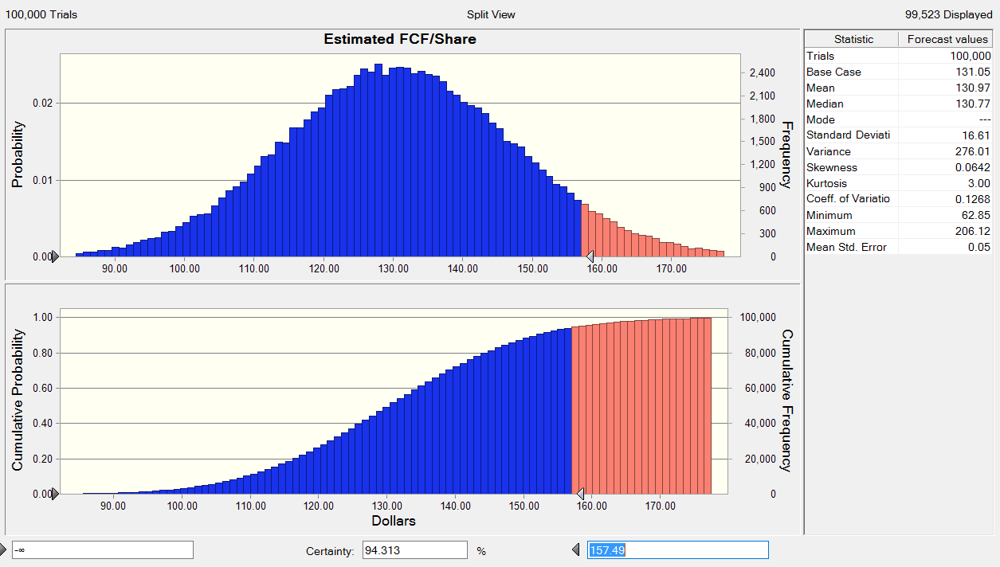 100,000 Trials Split View 99,523 Displayed
Estimated FCF/Share
Probability
0.02
0.01
0.00
2,400
2,100
1,800
1,500
1,200
900
600
300
0
Frequency
90.00 100.00 110.00 120.00 130.00 140.00 150.00 160.00 170.00
Cumulative Probability
1.00
0.80
0.60
0.40
0.20
0.00
100,000
80,000
60,000
40,000
20,000
0
Cumulative Frequency
90.00 100.00 110.00 120.00 130.00 140.00 150.00 160.00 170.00
Dollars
Statistic Forecast values
Trials 100,000
Base Case 131.05
Mean 130.97
Median 130.77
Mode ---
Standard Deviati 16.61
Variance 276.01
Skewness 0.0642
Kurtosis 3.00
Coeff. of Variatio 0.1268
Minimum 62.85
Maximum 206.12
Mean Std. Error 0.05
-∞ Certainty: 94.313 % 157.49